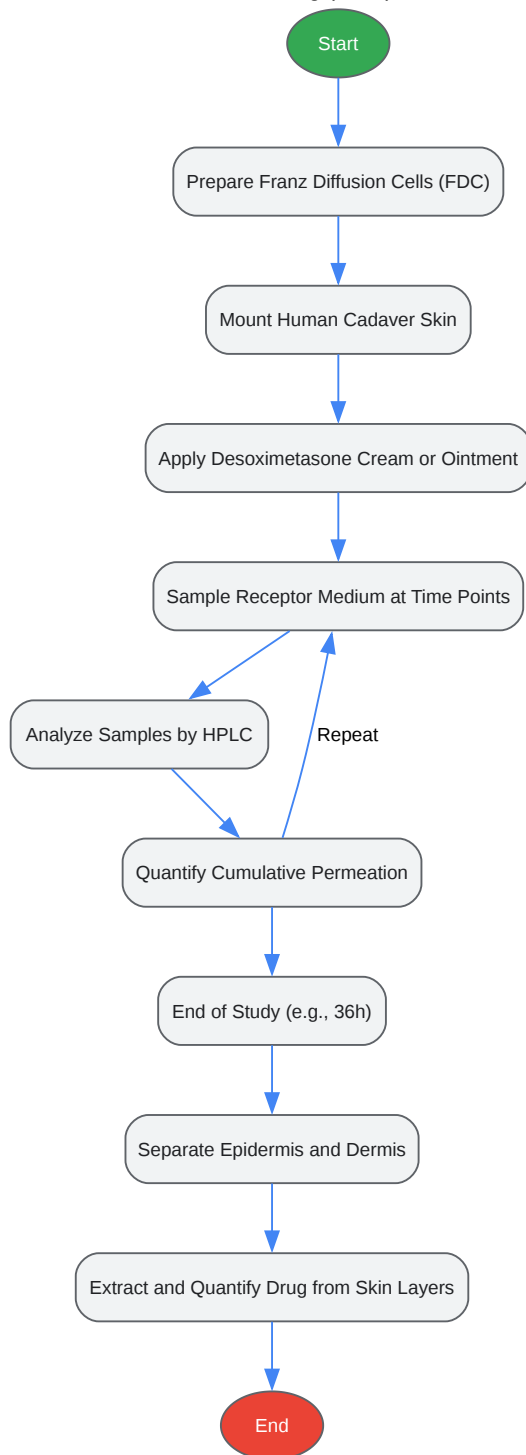 Start
Prepare Franz Diffusion Cells (FDC)
Mount Human Cadaver Skin
Apply Desoximetasone Cream or Ointment
Sample Receptor Medium at Time Points
Analyze Samples by HPLC
Repeat
Quantify Cumulative Permeation
End of Study (e.g., 36h)
Separate Epidermis and Dermis
Extract and Quantify Drug from Skin Layers
End